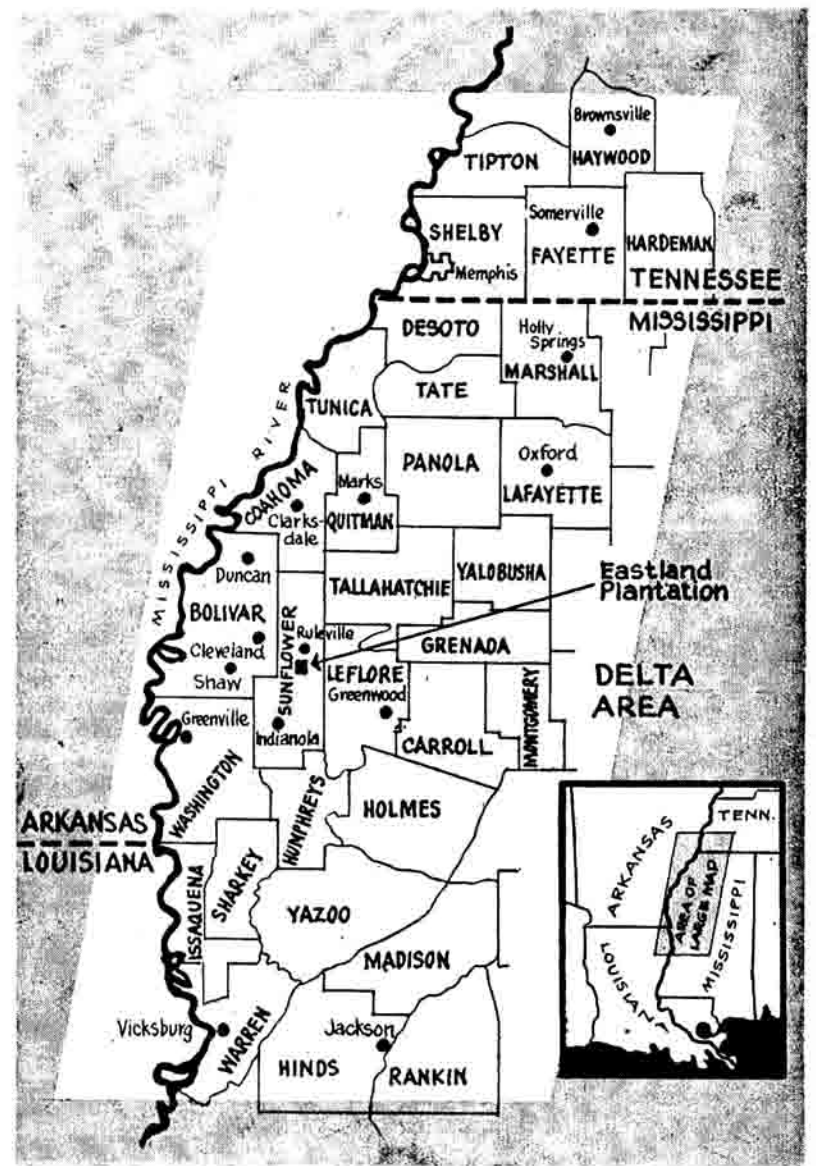 Brownsville
HAYWOOD
TIPTON
Somerville
SHELBY
FAYETTE
HARDEMAN
Memphis
TENNESSEE
MISSISSIPPI
DESOTO
Holly
Springs
MARSHALL
TATE
TUNICA
MISSISSIPPI RIVER
PANOLA
Oxford
LAFAYETTE
COAHOMA
Marks
Clarks-
dale
QUITMAN
Duncan
TALLAHATCHIE
YALOBUSHA
Eastland
Plantation
BOLIVAR
Cleveland
Shaw
SUNFLOWER
Ruleville
GRENADA
LEFLORE
Greenwood
DELTA
AREA
MONTGOMERY
Greenville
Indianola
CARROLL
WASHINGTON
HUMPHREYS
HOLMES
ARKANSAS
LOUISIANA
ISSAQUENA
SHARKEY
YAZOO
MADISON
Vicksburg
WARREN
Jackson
HINDS
RANKIN
TENN.
ARKANSAS
AREA OF
LARGE MAP
MISSISSIPPI
LOUISIANA